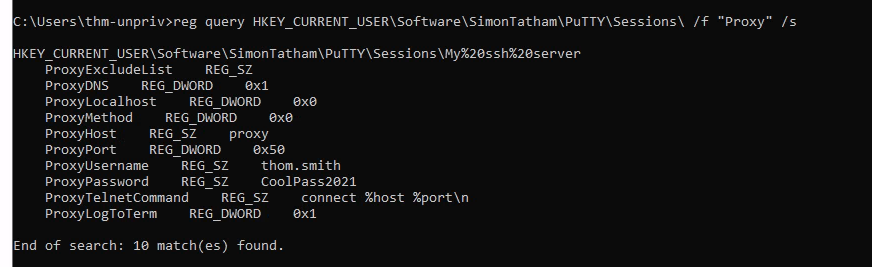 C:\Users\thm-unpriv>reg query HKEY_CURRENT_USER\Software\SimonTatham\PuTTY\Sessions\ /f "Proxy" /s
HKEY_CURRENT_USER\Software\SimonTatham\PuTTY\Sessions\My%20ssh%20server
    ProxyExcludeList    REG_SZ
    ProxyDNS    REG_DWORD    0x1
    ProxyLocalhost    REG_DWORD    0x0
    ProxyMethod    REG_DWORD    0x0
    ProxyHost    REG_SZ    proxy
    ProxyPort    REG_DWORD    0x50
    ProxyUsername    REG_SZ    thom.smith
    ProxyPassword    REG_SZ    CoolPass2021
    ProxyTelnetCommand    REG_SZ    connect %host %port\n
    ProxyLogToTerm    REG_DWORD    0x1
End of search: 10 match(es) found.